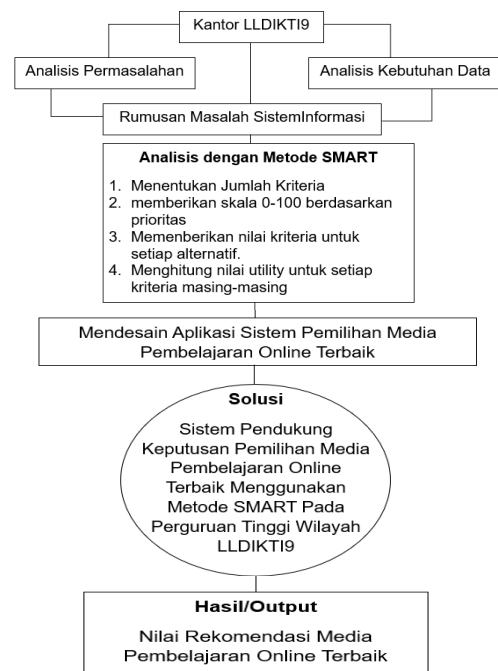 Kantor LLDIKTI9
Analisis Permasalahan
Analisis Kebutuhan Data
Rumusan Masalah SistemInformasi
Analisis dengan Metode SMART
1. Menentukan Jumlah Kriteria
2. memberikan skala 0-100 berdasarkan
prioritas
3. Memenberikan nilai kriteria untuk
setiap alternatif.
4. Menghitung nilai utility untuk setiap
kriteria masing-masing
Mendesain Aplikasi Sistem Pemilihan Media
Pembelajaran Online Terbaik
Solusi
Sistem Pendukung
Keputusan Pemilihan Media
Pembelajaran Online
Terbaik Menggunakan
Metode SMART Pada
Perguruan Tinggi Wilayah
LLDIKTI9
Hasil/Output
Nilai Rekomendasi Media
Pembelajaran Online Terbaik